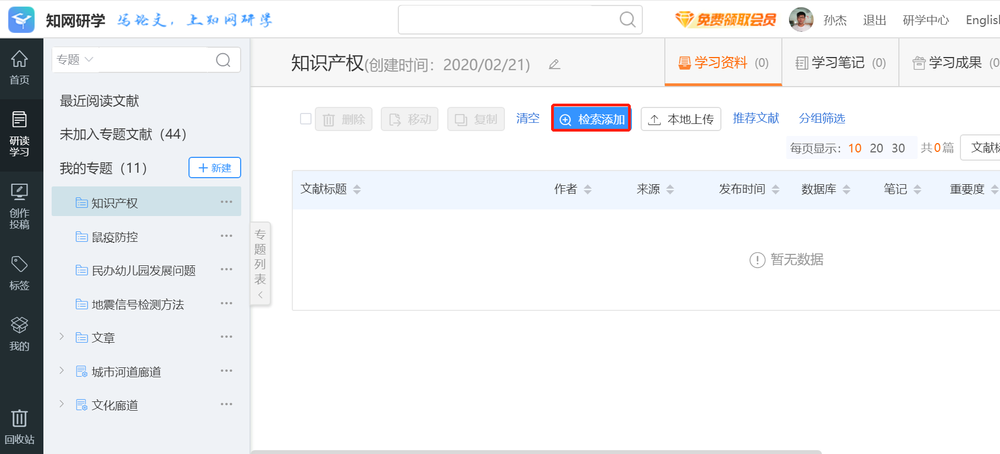 知网研学 写论文，上知网研学
免费领取会员 孙杰 退出 研学中心 English
首页
研读
学习
创作
投稿
标签
我的
回收站
专题
最近阅读文献
未加入专题文献（44）
我的专题（11） 新建
知识产权
鼠疫防控
民办幼儿园发展问题
地震信号检测方法
文章
城市河道廊道
文化廊道
专题列表
知识产权(创建时间：2020/02/21)
学习资料 (0) 学习笔记 (0) 学习成果 (0
删除 移动 复制 清空 检索添加 本地上传 推荐文献 分组筛选
每页显示：10 20 30 共0篇 文献标
文献标题 作者 来源 发布时间 数据库 笔记 重要度
暂无数据